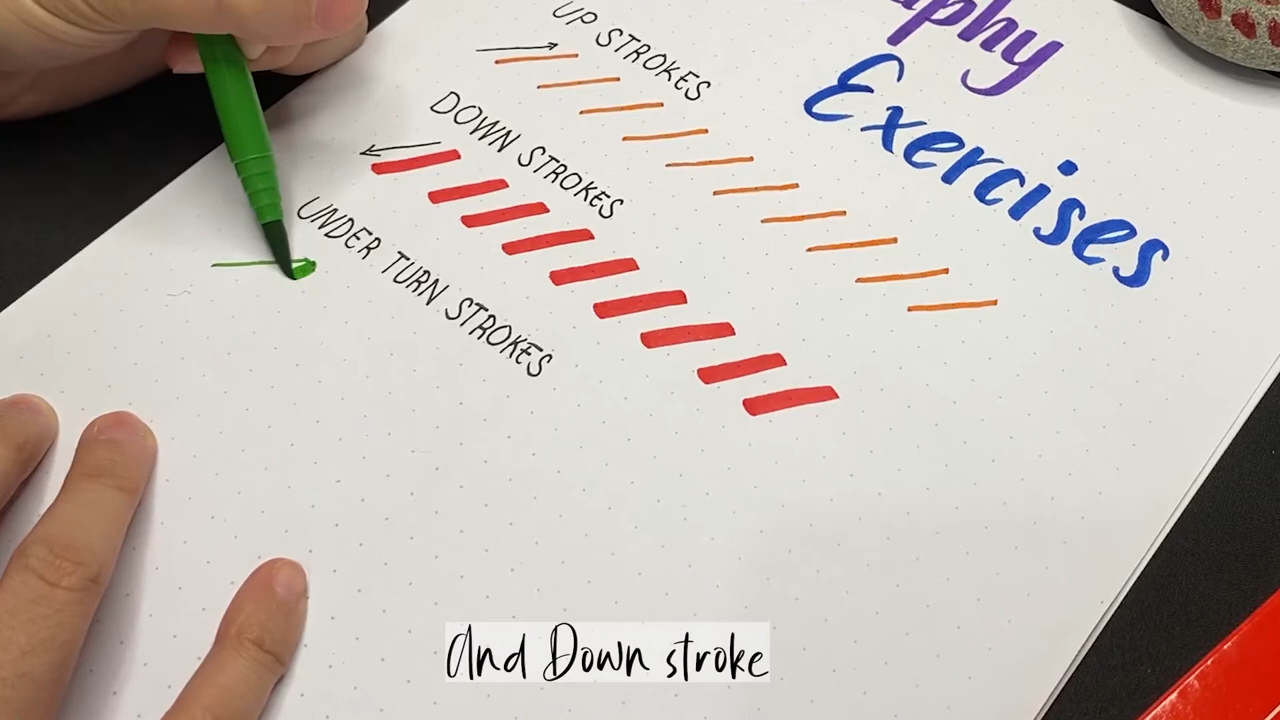 aphy
Exercises
UP STROKES
DOWN STROKES
UNDER TURN STROKES
And Down stroke